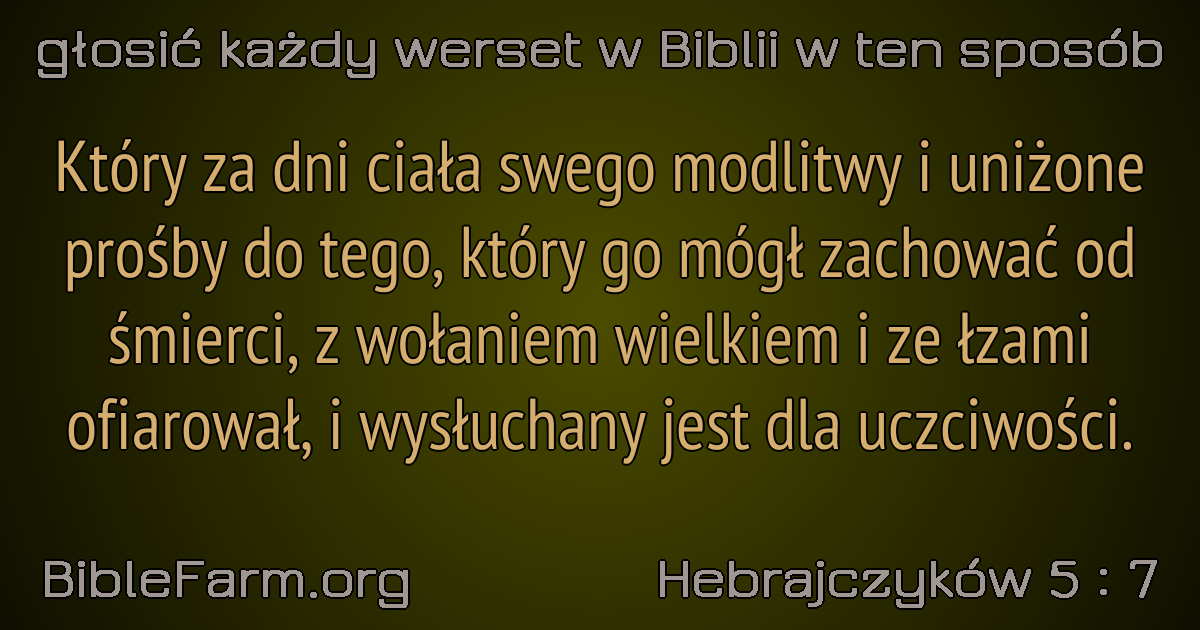 głosić każdy werset w Biblii w ten sposób
Który za dni ciała swego modlitwy i uniżone
prośby do tego, który go mógł zachować od
śmierci, z wołaniem wielkiem i ze łzami
ofiarował, i wysłuchany jest dla uczciwości.
BibleFarm.org
Hebrajczyków 5 : 7